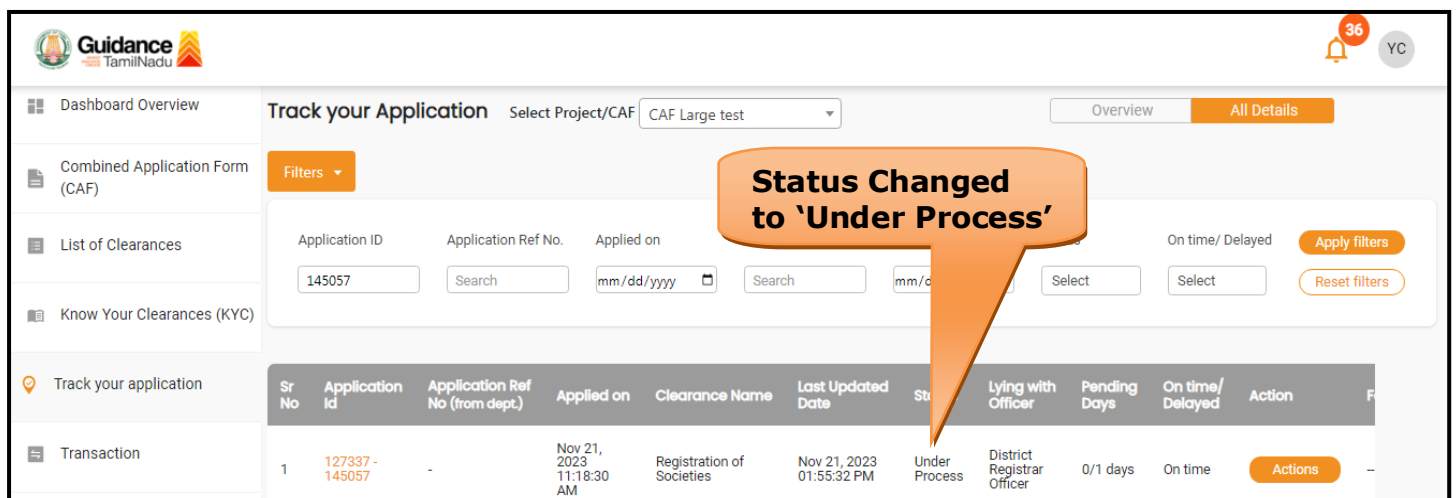 Guidance
TamilNadu
36
YC
Dashboard Overview
Combined Application Form
(CAF)
List of Clearances
Know Your Clearances (KYC)
Track your application
Transaction
Track your Application
Select Project/CAF
CAF Large test
Overview
All Details
Filters
Status Changed
to ‘Under Process’
Application ID
Application Ref No.
Applied on
On time/ Delayed
Apply filters
145057
Search
mm/dd/yyyy
Search
mm/d
Select
Select
Reset filters
Sr
No
Application
Id
Application Ref
No (from dept.)
Applied on
Clearance Name
Last Updated
Date
Lying with
Officer
Pending
Days
On time/
Delayed
Action
1
127337 -
145057
-
Nov 21,
2023
11:18:30
AM
Registration of
Societies
Nov 21, 2023
01:55:32 PM
Under
Process
District
Registrar
Officer
0/1 days
On time
Actions
--